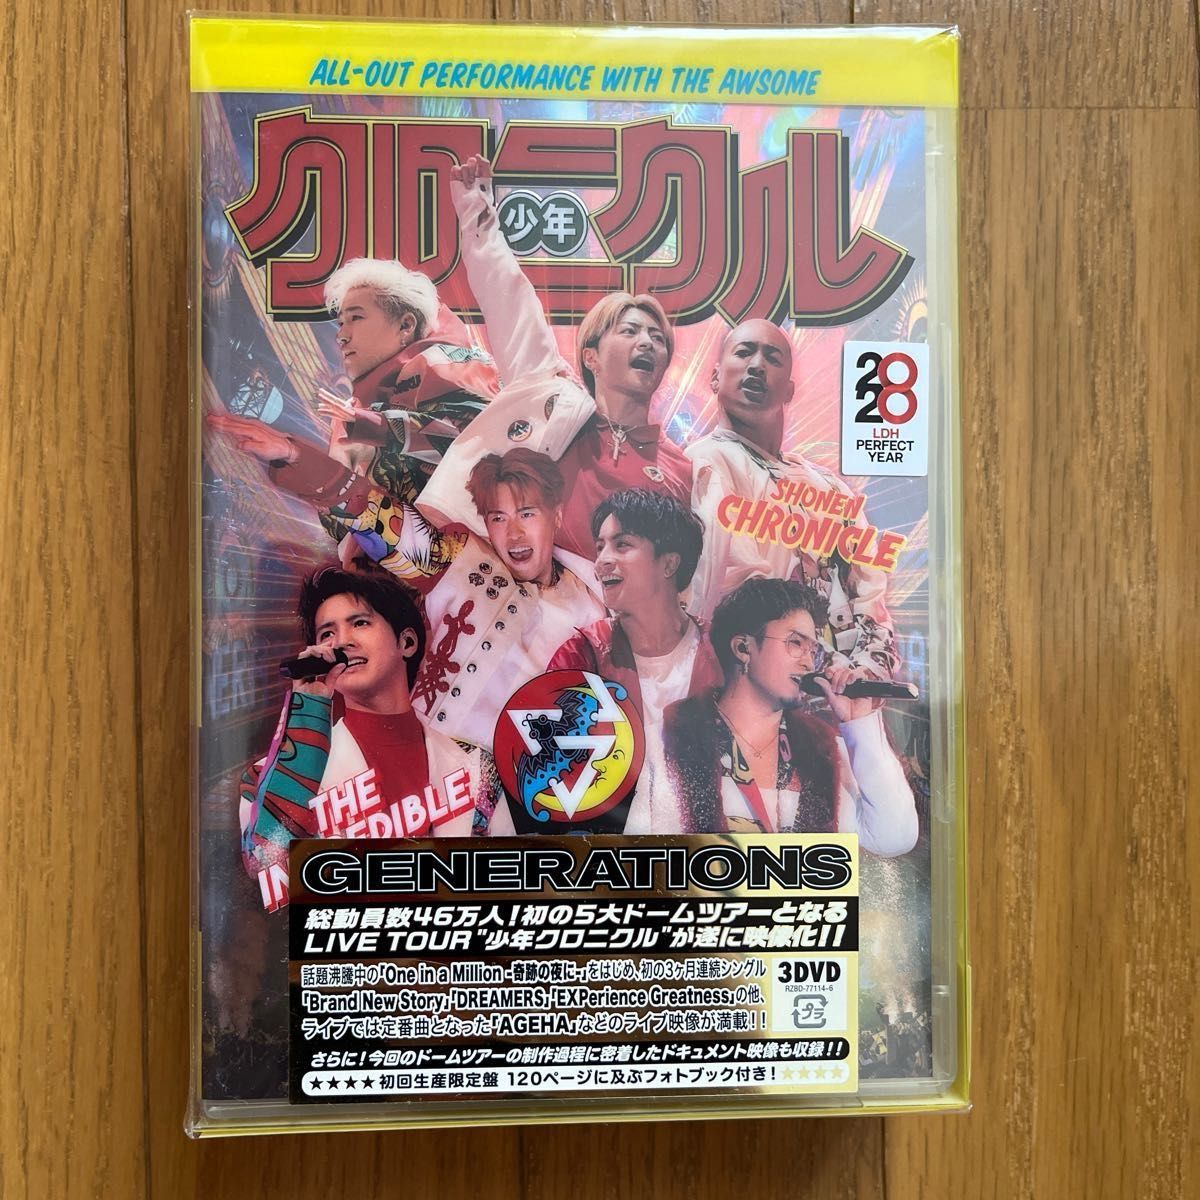 ALL-OUT PERFORMANCE WITH THE AWSOME
少年クロニクル
2020
LDH
PERFECT
YEAR
SHONEN
CHRONICLE
THE
GENERATIONS
総動員数46万人!初の5大ドームツアーとなる
LIVE TOUR "少年クロニクル"が遂に映像化!!
話題沸騰中の「One in a Million -奇跡の夜に-」をはじめ、初の3ヶ月連続シングル
「Brand New Story」「DREAMERS」「EXPerience Greatness」の他、
ライブでは定番曲となった「AGEHA」などのライブ映像が満載!!
3DVD
RZBD-77114-6
プラ
さらに!今回のドームツアーの制作過程に密着したドキュメント映像も収録!!
★★★★初回生産限定盤 120ページに及ぶフォトブック付き!★★★★